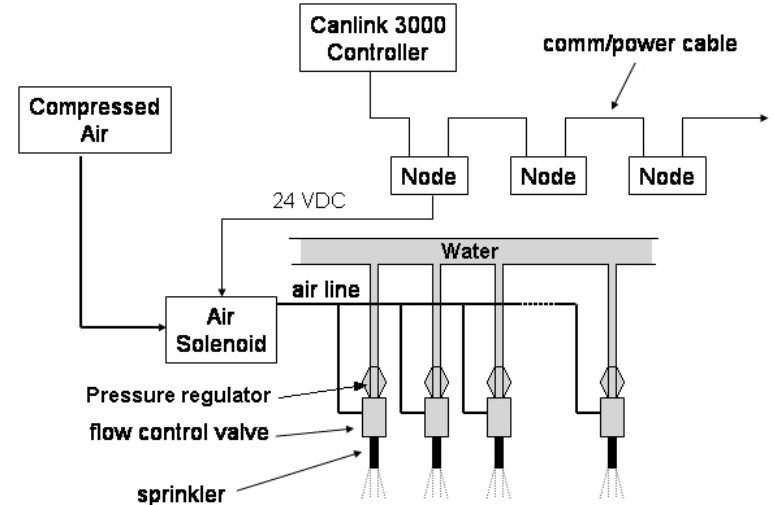 Canlink 3000
Controller
comm/power cable
Compressed
Air
Node
Node
Node
24 VDC
Water
air line
Air
Solenoid
Pressure regulator
flow control valve
sprinkler